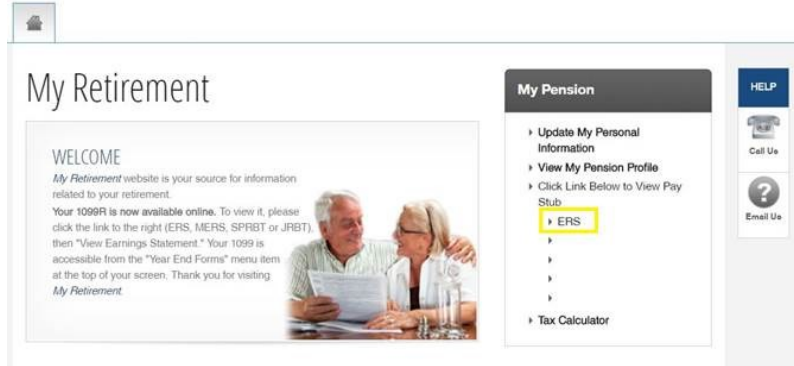 My Retirement
WELCOME
My Retirement website is your source for information
related to your retirement.
Your 1099R is now available online. To view it, please
click the link to the right (ERS, MERS, SPRBT or JRBT),
then "View Earnings Statement." Your 1099 is
accessible from the "Year End Forms" menu item
at the top of your screen. Thank you for visiting
My Retirement.
My Pension
Update My Personal
Information
View My Pension Profile
Click Link Below to View Pay
Stub
ERS
Tax Calculator
HELP
Call Us
Email Us